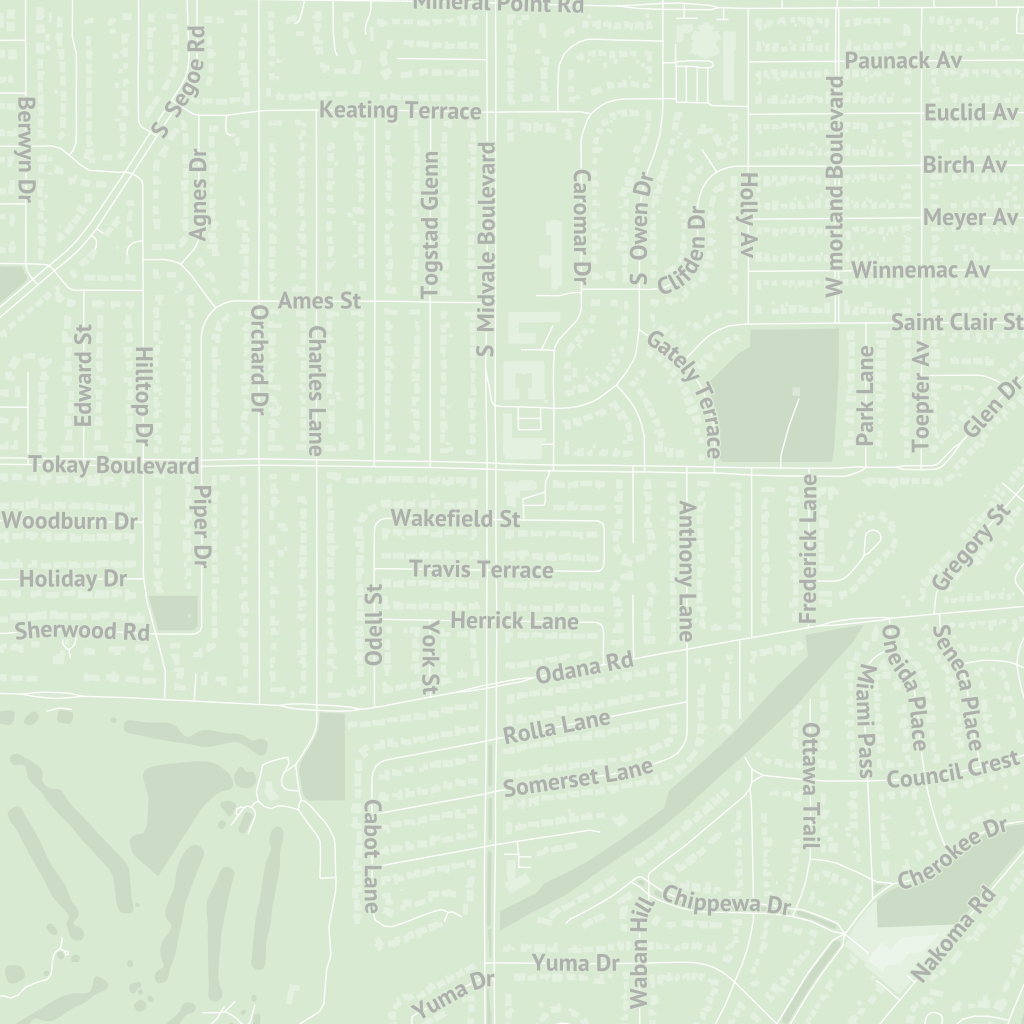 Mineral Point Rd
Paunack Av
S Segoe Rd
Keating Terrace
Euclid Av
Berwyn Dr
W morland Boulevard
Birch Av
Agnes Dr
Togstad Glenn
S Midvale Boulevard
Caromar Dr
S Owen Dr
Holly Av
Meyer Av
Clifden Dr
Winnemac Av
Ames St
Saint Clair St
Edward St
Hilltop Dr
Orchard Dr
Charles Lane
Gately Terrace
Park Lane
Toepfer Av
Glen Dr
Tokay Boulevard
Woodburn Dr
Piper Dr
Wakefield St
Anthony Lane
Frederick Lane
Gregory St
Holiday Dr
Travis Terrace
Sherwood Rd
Odell St
York St
Herrick Lane
Odana Rd
Oneida Place
Seneca Place
Miami Pass
Rolla Lane
Somerset Lane
Ottawa Trail
Council Crest
Cabot Lane
Cherokee Dr
Chippewa Dr
Waban Hill
Nakoma Rd
Yuma Dr
Yuma Dr